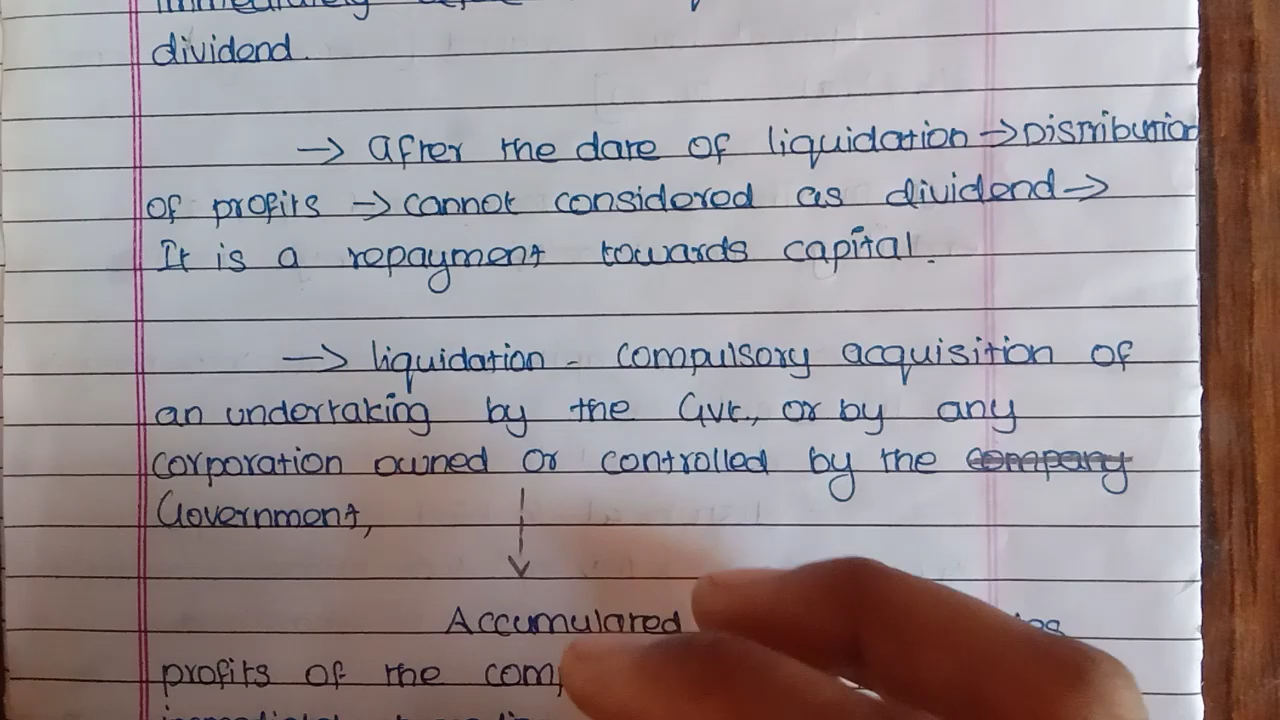 dividend.
→ After the date of liquidation → Distribution
of profits → cannot considered as dividend →
It is a repayment towards capital.
→ liquidation - compulsory acquisition of
an undertaking by the Gvt., or by any
corporation owned or controlled by the company
Government,
Accumulated
profits of the